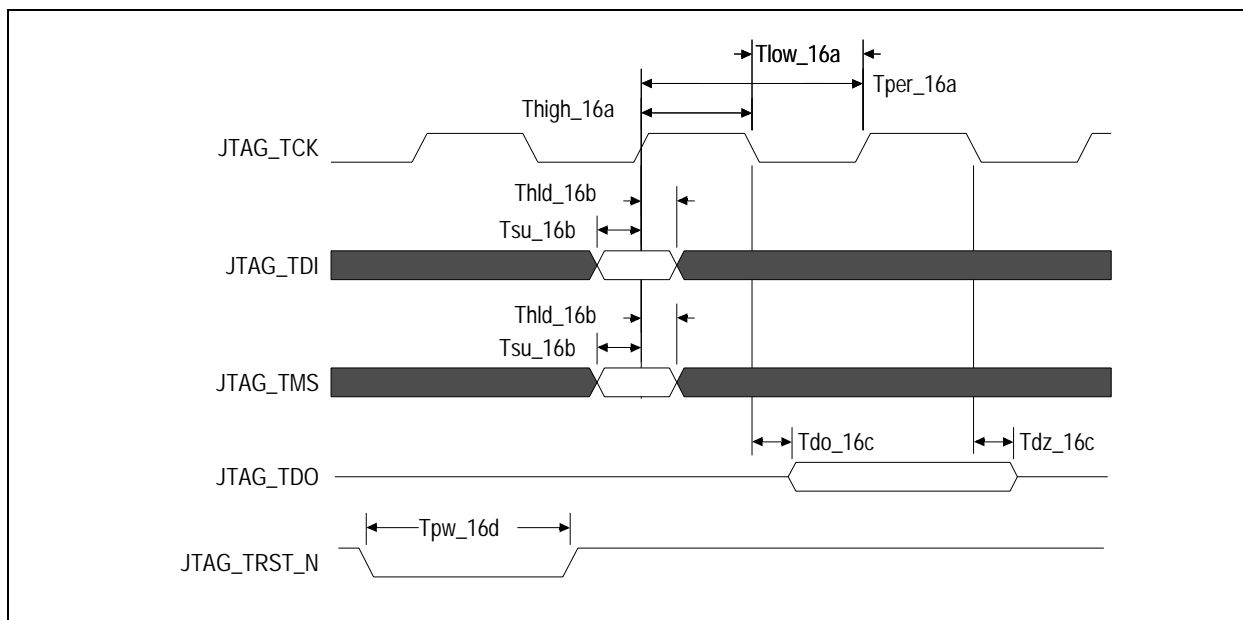 Tlow_16a
Tper_16a
Thigh_16a
JTAG_TCK
Thld_16b
Tsu_16b
JTAG_TDI
Thld_16b
Tsu_16b
JTAG_TMS
Tdo_16c
Tdz_16c
JTAG_TDO
Tpw_16d
JTAG_TRST_N